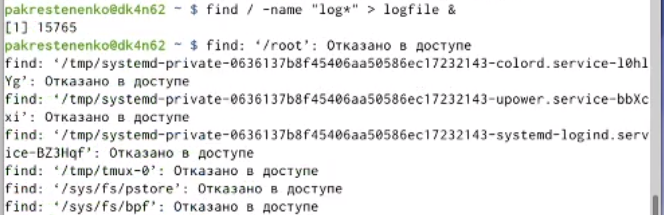 pakrestenenko@dk4n62 ~ $ find / -name "log*" > logfile &
[1] 15765
pakrestenenko@dk4n62 ~ $ find: ‘/root’: Отказано в доступе
find: ‘/tmp/systemd-private-0636137b8f45406aa50586ec17232143-colord.service-l0hl
Yg’: Отказано в доступе
find: ‘/tmp/systemd-private-0636137b8f45406aa50586ec17232143-upower.service-bbXc
xi’: Отказано в доступе
find: ‘/tmp/systemd-private-0636137b8f45406aa50586ec17232143-systemd-logind.serv
ice-BZ3Hqf’: Отказано в доступе
find: ‘/tmp/tmux-0’: Отказано в доступе
find: ‘/sys/fs/pstore’: Отказано в доступе
find: ‘/sys/fs/bpf’: Отказано в доступе